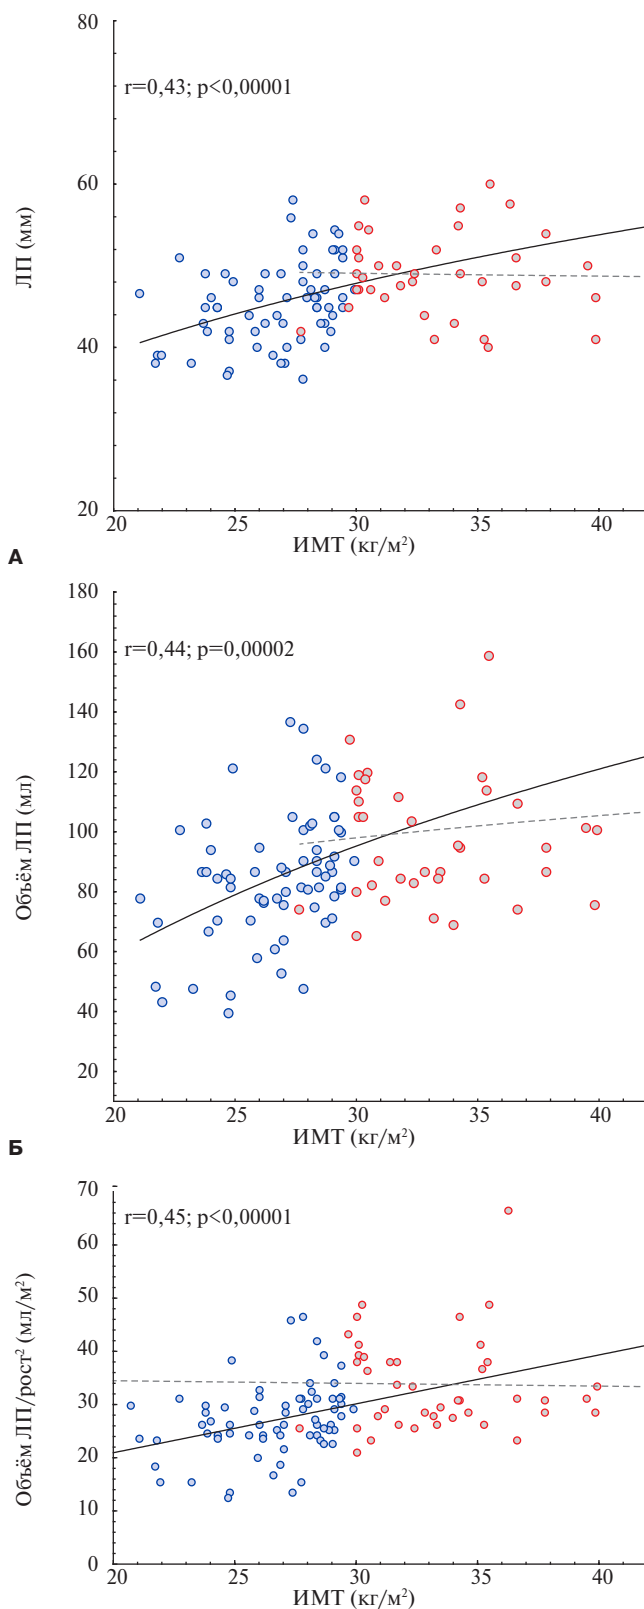 80
r=0,43; p<0,00001
60
ЛП (мм)
40
20
20 25 30 35 40
ИМТ (кг/м²)
А
180
r=0,44; p=0,00002
160
140
120
100
Объём ЛП (мл)
80
60
40
20
20 25 30 35 40
ИМТ (кг/м²)
Б
70
r=0,45; p<0,00001
60
50
40
Объём ЛП/рост² (мл/м²)
30
20
10
0
20 25 30 35 40
ИМТ (кг/м²)